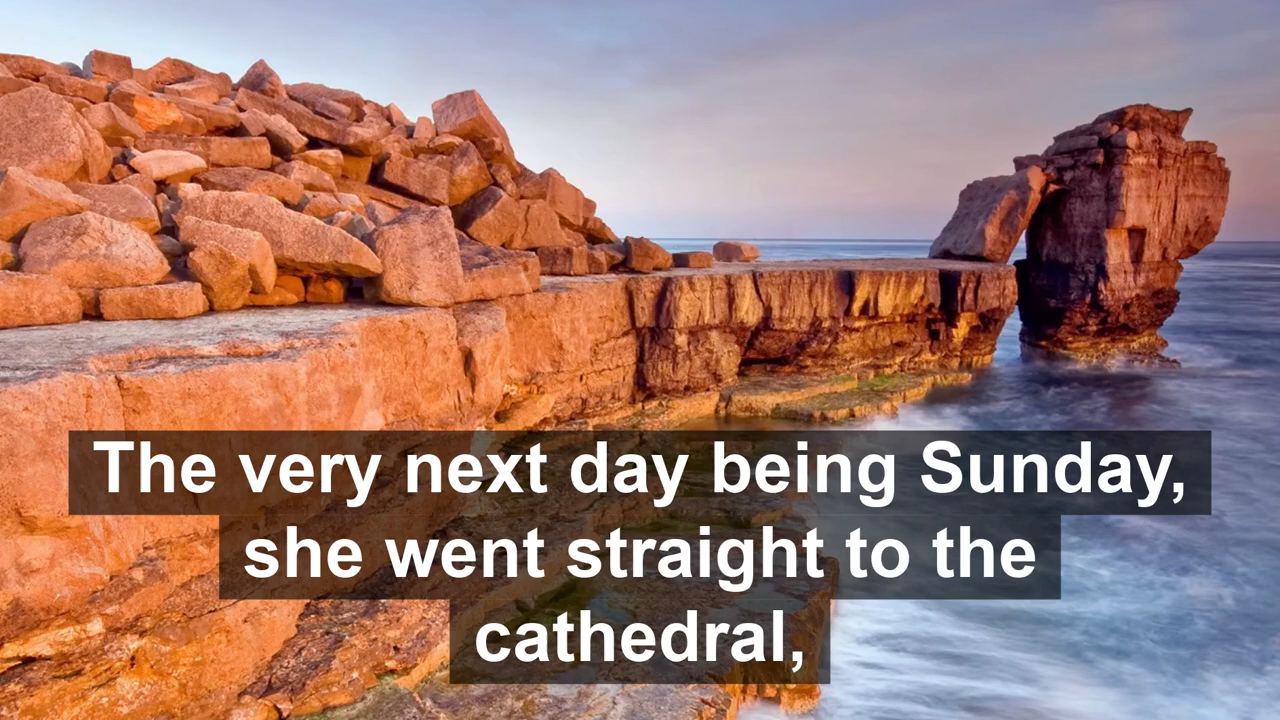 The very next day being Sunday,
she went straight to the
cathedral,